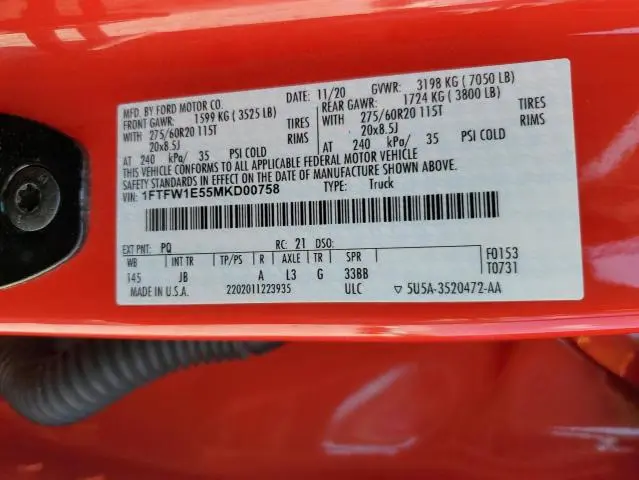 MFD. BY FORD MOTOR CO.
DATE: 11/20 GVWR: 3198 KG ( 7050 LB)
FRONT GAWR: 1599 KG ( 3525 LB) REAR GAWR: 1724 KG ( 3800 LB)
WITH 275/60R20 115T TIRES WITH 275/60R20 115T TIRES
20x8.5J RIMS 20x8.5J RIMS
AT 240 kPa/ 35 PSI COLD AT 240 kPa/ 35 PSI COLD
THIS VEHICLE CONFORMS TO ALL APPLICABLE FEDERAL MOTOR VEHICLE
SAFETY STANDARDS IN EFFECT ON THE DATE OF MANUFACTURE SHOWN ABOVE.
VIN: 1FTFW1E55MKD00758 TYPE: Truck
EXT PNT: PQ RC: 21 DSO:
WB INT TR TP/PS R AXLE TR SPR F0153
145 JB A L3 G 33BB T0731
MADE IN U.S.A. 2202011223935 ULC ▽ 5U5A-3520472-AA